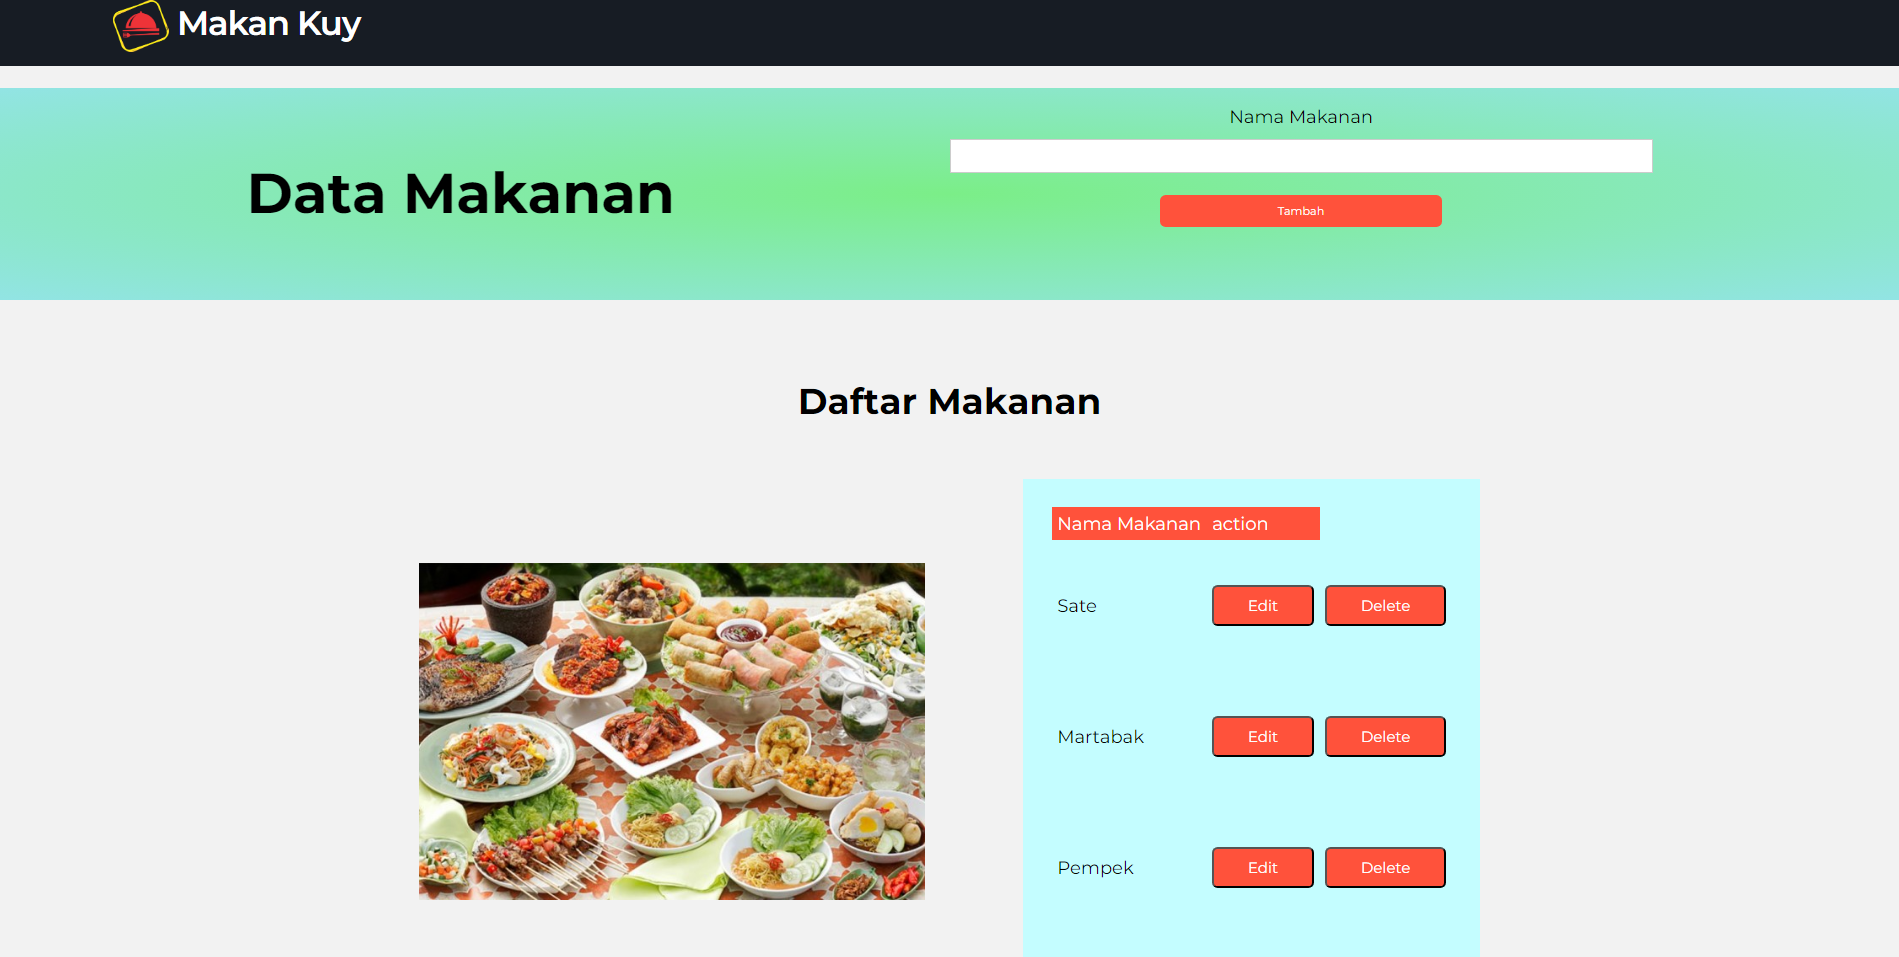 Makan Kuy
Nama Makanan
Data Makanan
Tambah
Daftar Makanan
Nama Makanan action
Sate Edit Delete
Martabak Edit Delete
Pempek Edit Delete